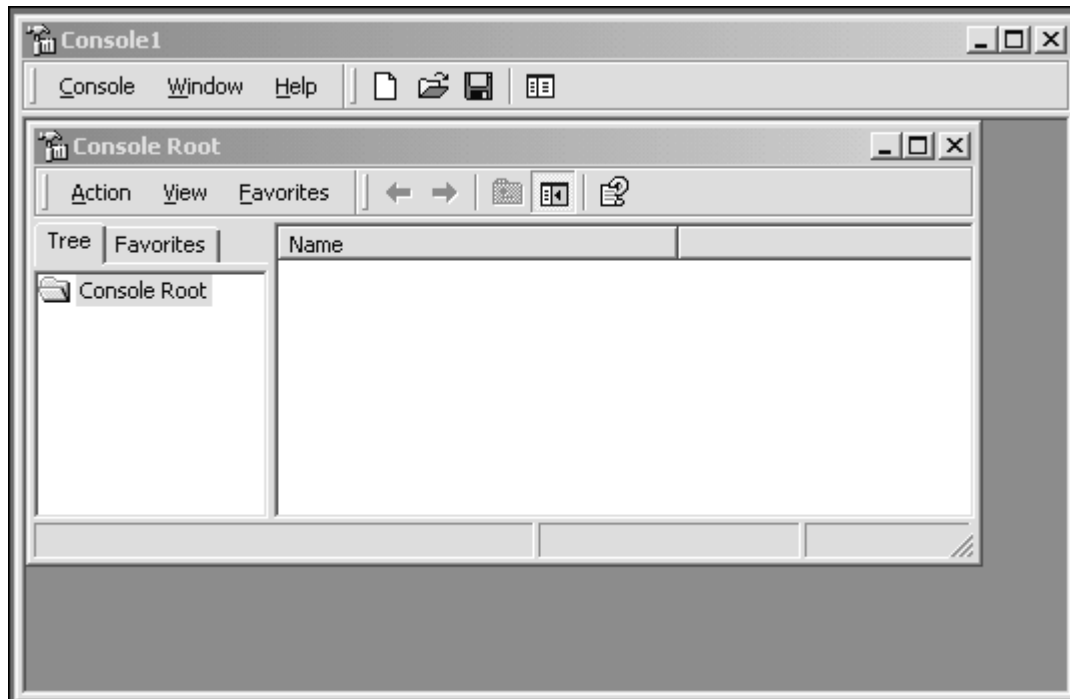 Console1
Console Window Help
Console Root
Action View Favorites
Tree Favorites Name
Console Root